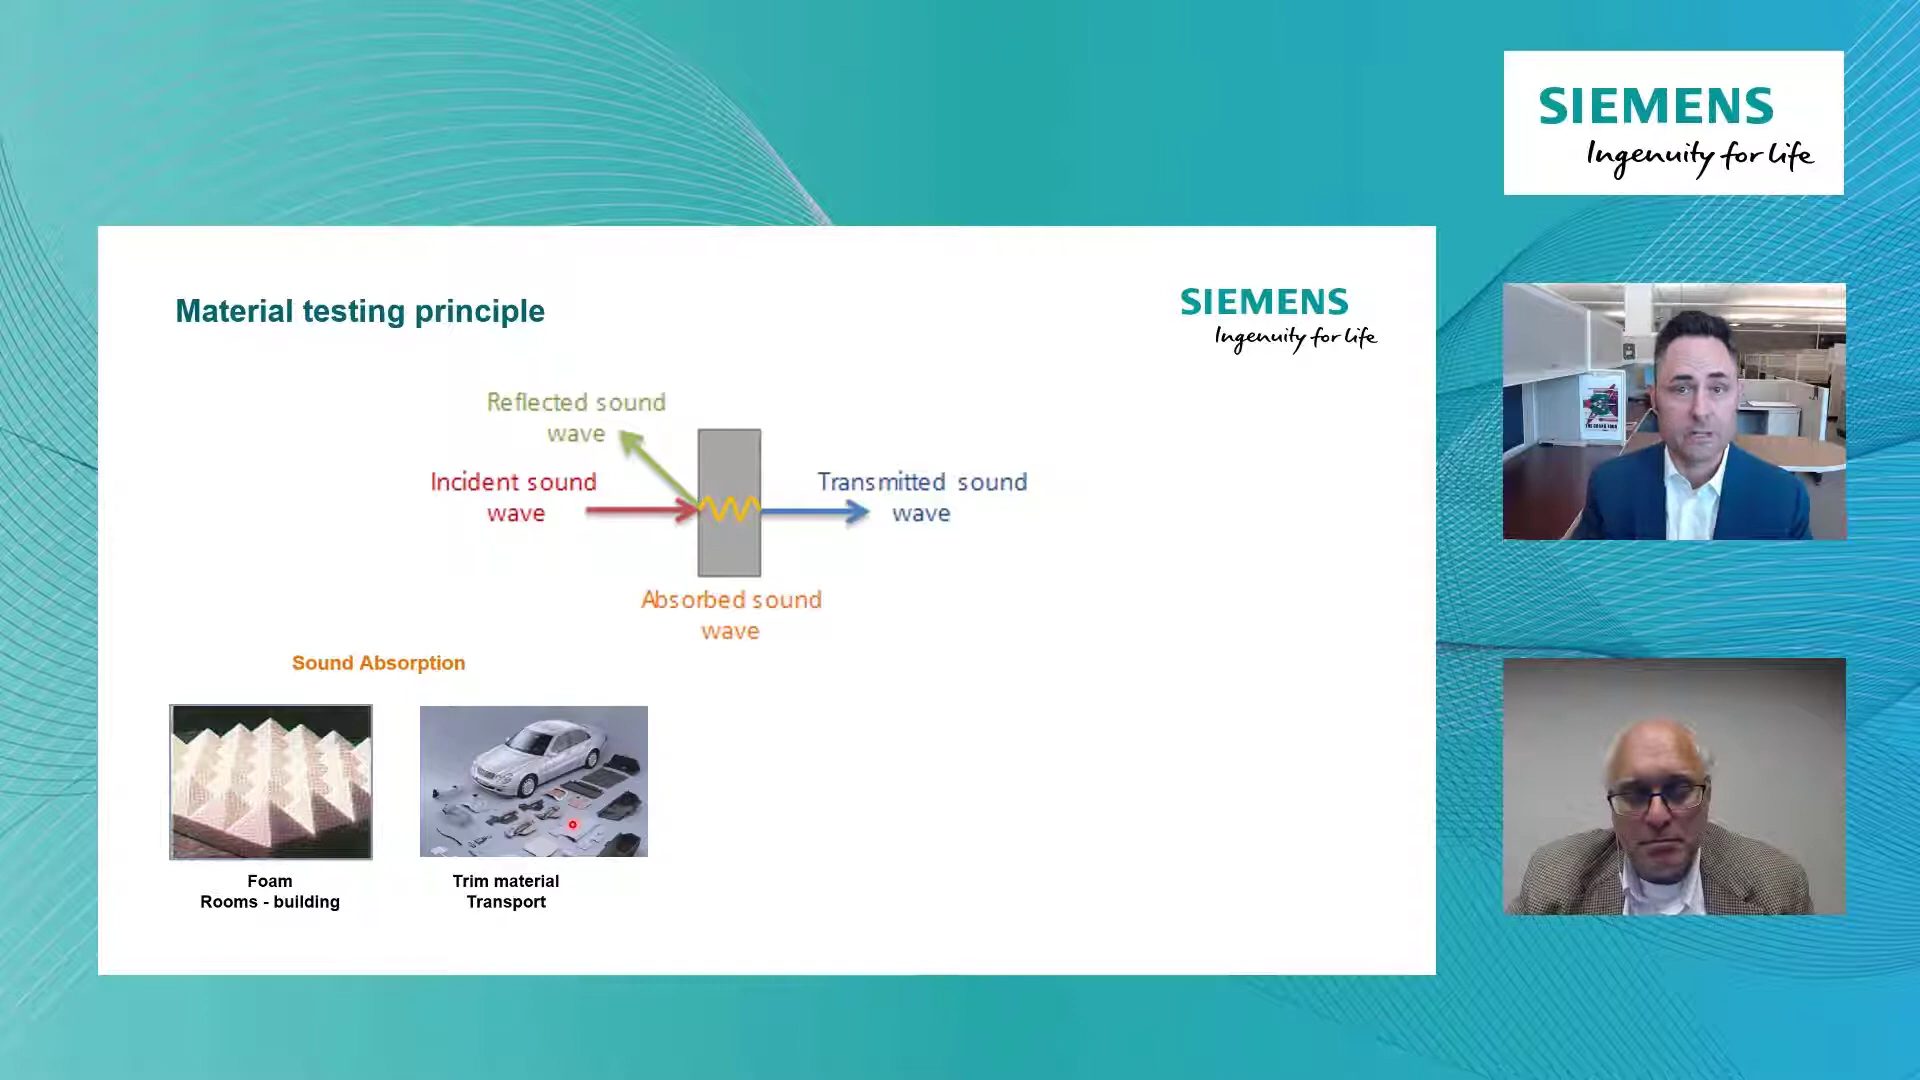 SIEMENS
Ingenuity for life
Material testing principle
SIEMENS
Ingenuity for life
Reflected sound
wave
Incident sound
wave
Transmitted sound
wave
Absorbed sound
wave
Sound Absorption
Foam
Rooms - building
Trim material
Transport